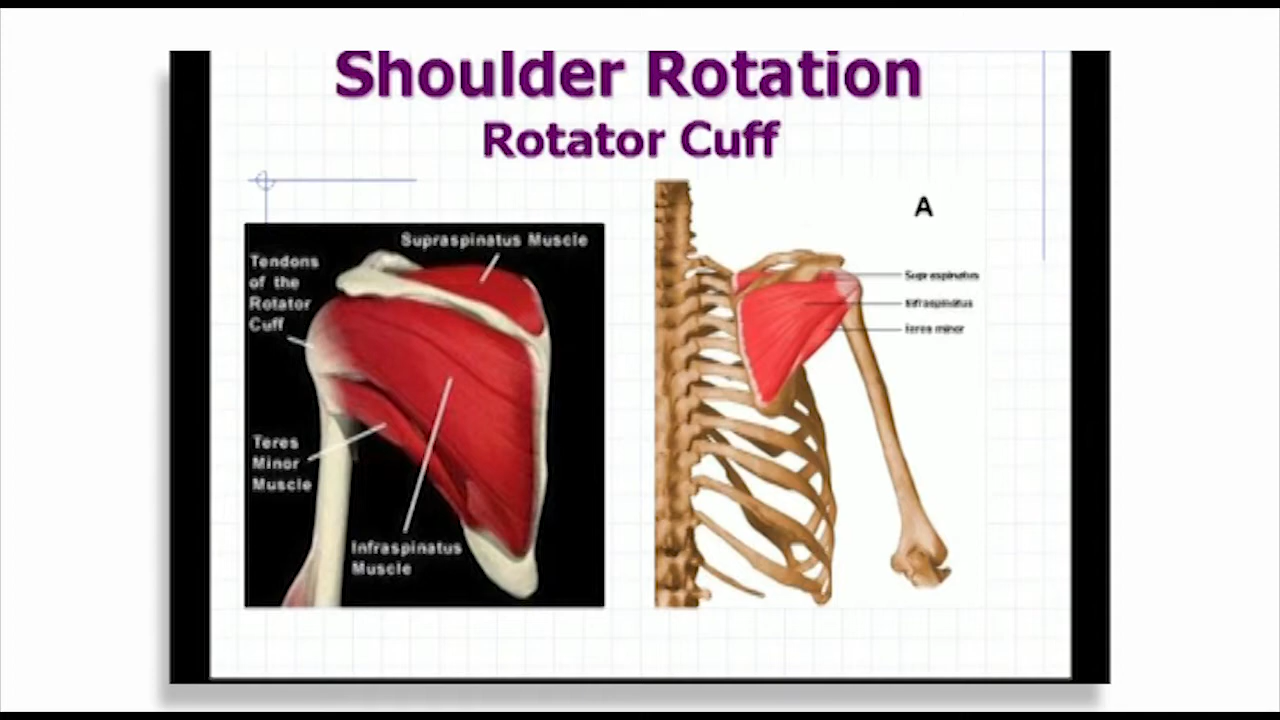 Shoulder Rotation
Rotator Cuff
Supraspinatus Muscle
Tendons
of the
Rotator
Cuff
Teres
Minor
Muscle
Infraspinatus
Muscle
A
Supraspinatus
Infraspinatus
Teres minor